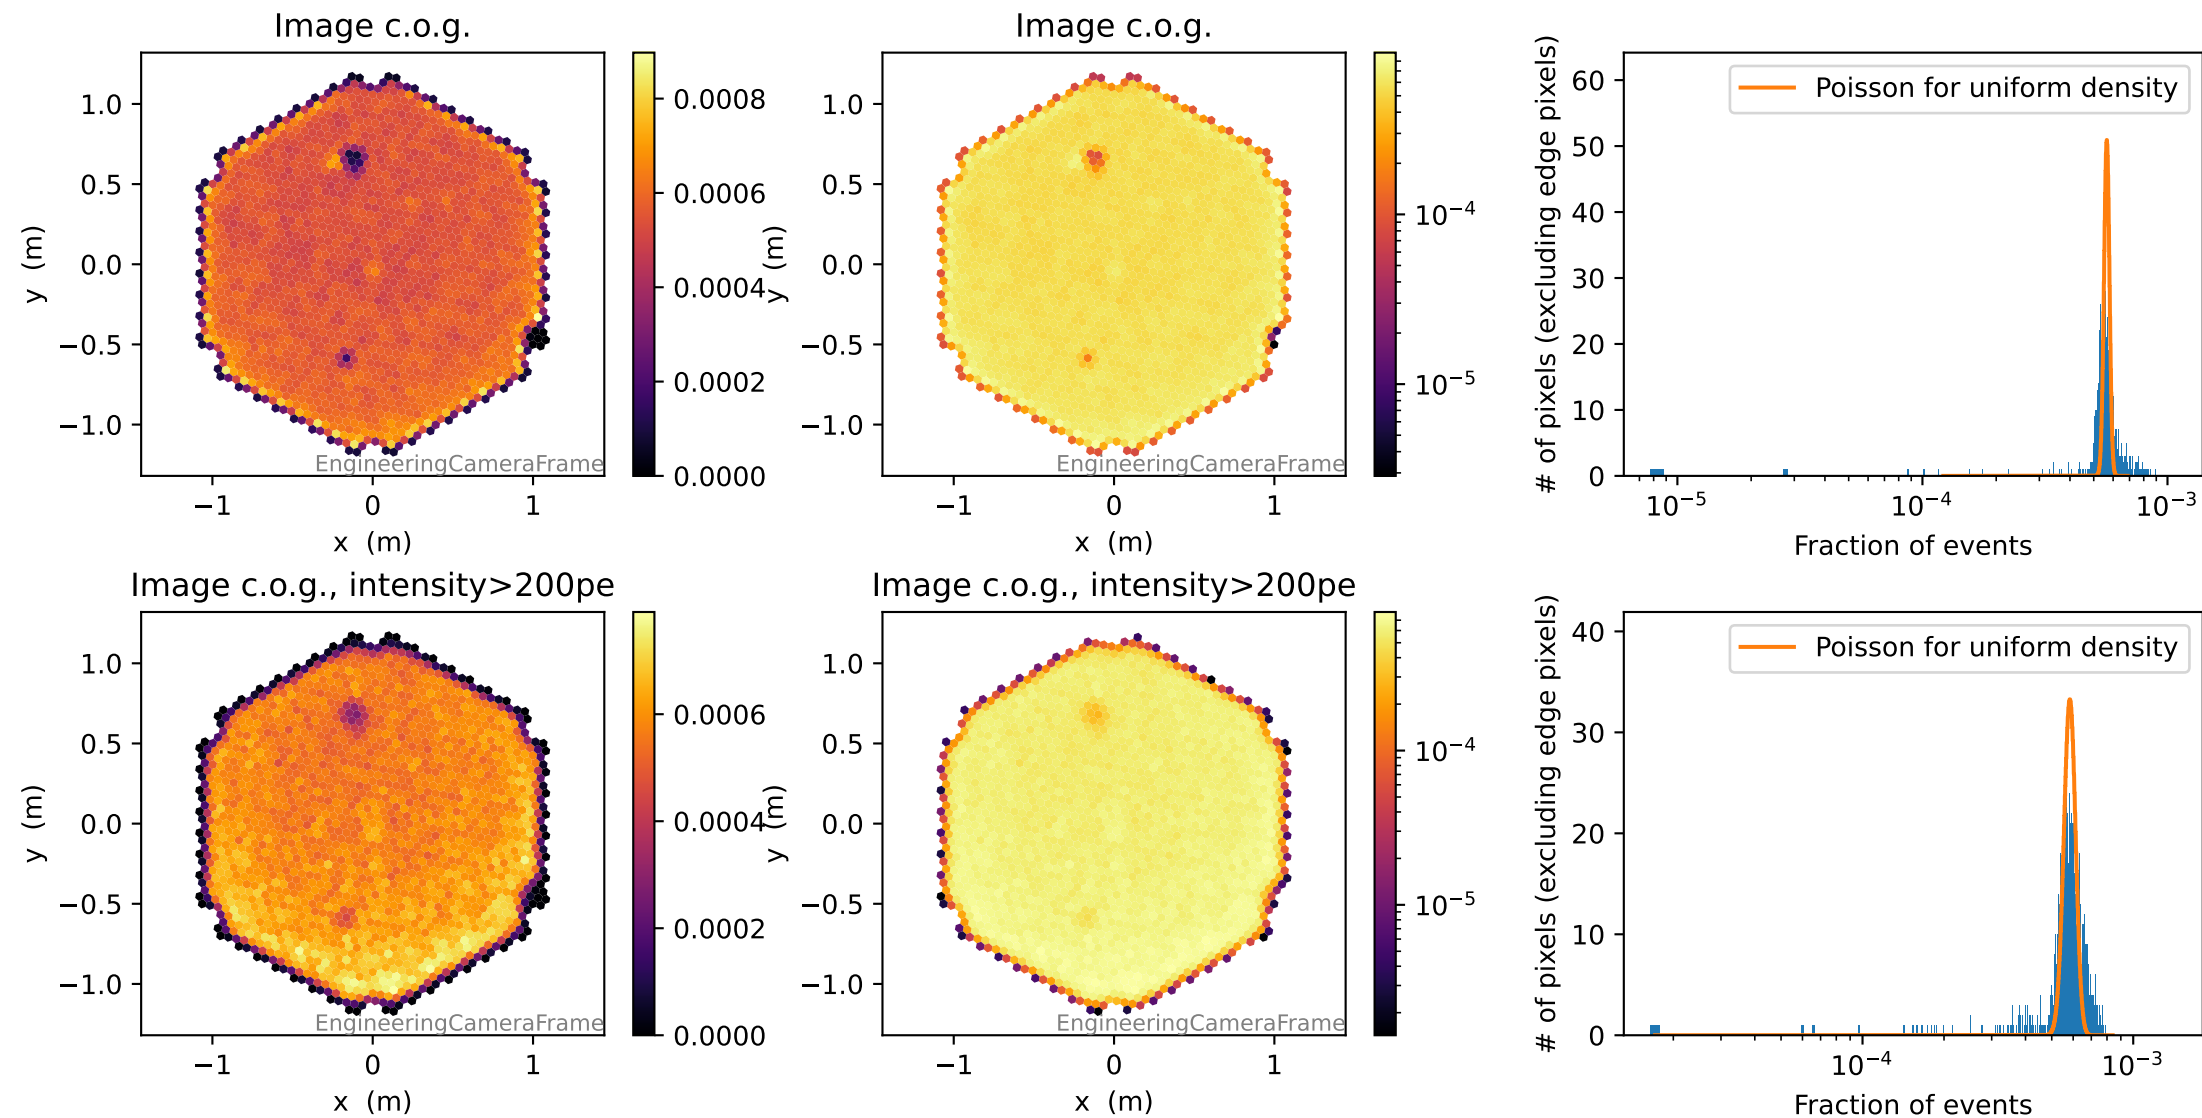 Image c.o.g.
1.0
0.5
0.0
−0.5
−1.0
y (m)
−1
0
1
x (m)
EngineeringCameraFrame
0.0008
0.0006
0.0004
0.0002
0.0000
Image c.o.g.
1.0
0.5
0.0
−0.5
−1.0
y (m)
−1
0
1
x (m)
EngineeringCameraFrame
10⁻⁴
10⁻⁵
Poisson for uniform density
60
50
40
30
20
10
0
# of pixels (excluding edge pixels)
10⁻⁵
10⁻⁴
10⁻³
Fraction of events
Image c.o.g., intensity>200pe
1.0
0.5
0.0
−0.5
−1.0
y (m)
−1
0
1
x (m)
EngineeringCameraFrame
0.0006
0.0004
0.0002
0.0000
Image c.o.g., intensity>200pe
1.0
0.5
0.0
−0.5
−1.0
y (m)
−1
0
1
x (m)
EngineeringCameraFrame
10⁻⁴
10⁻⁵
Poisson for uniform density
40
30
20
10
0
# of pixels (excluding edge pixels)
10⁻⁴
10⁻³
Fraction of events